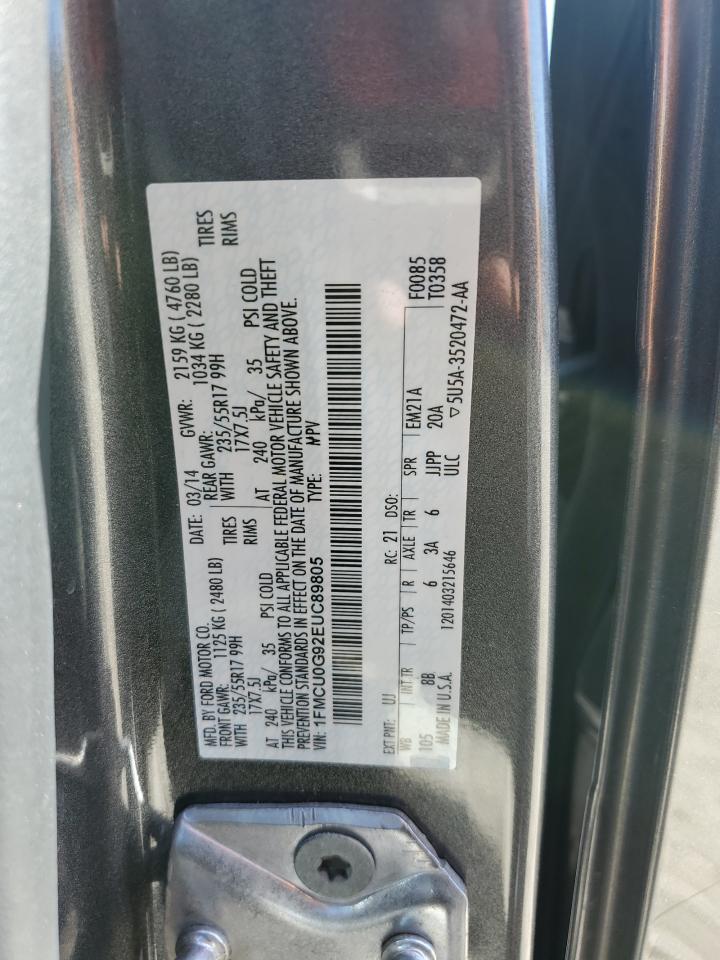 MFD. BY FORD MOTOR CO.
DATE: 03/14 GVWR: 2159 KG ( 4760 LB)
FRONT GAWR: 1125 KG ( 2480 LB) REAR GAWR: 1034 KG ( 2280 LB)
WITH 235/55R17 99H TIRES WITH 235/55R17 99H TIRES
17X7.5J RIMS 17X7.5J RIMS
AT 240 kPa/ 35 PSI COLD AT 240 kPa/ 35 PSI COLD
THIS VEHICLE CONFORMS TO ALL APPLICABLE FEDERAL MOTOR VEHICLE SAFETY AND THEFT
PREVENTION STANDARDS IN EFFECT ON THE DATE OF MANUFACTURE SHOWN ABOVE.
VIN: 1FMCU0G92EUC89805 TYPE: MPV
EXT PNT: UJ RC: 21 DSO: F0085
WB INT TR TP/PS R AXLE TR SPR EM21A T0358
105 8B 6 3A 6 JJPP 20A
MADE IN U.S.A. 1201403215646 ULC ▽5U5A-3520472-AA